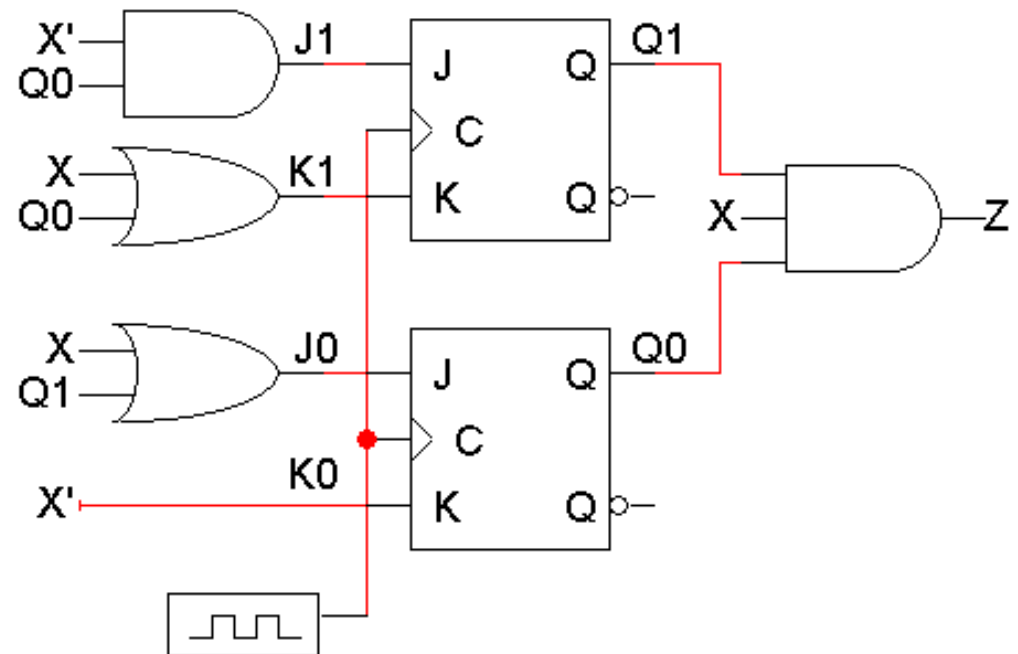 X' J1 Q1
Q0 J Q
C
X K1
Q0 K Q X Z
X J0 Q0
Q1 J Q
C
K0
X' K Q